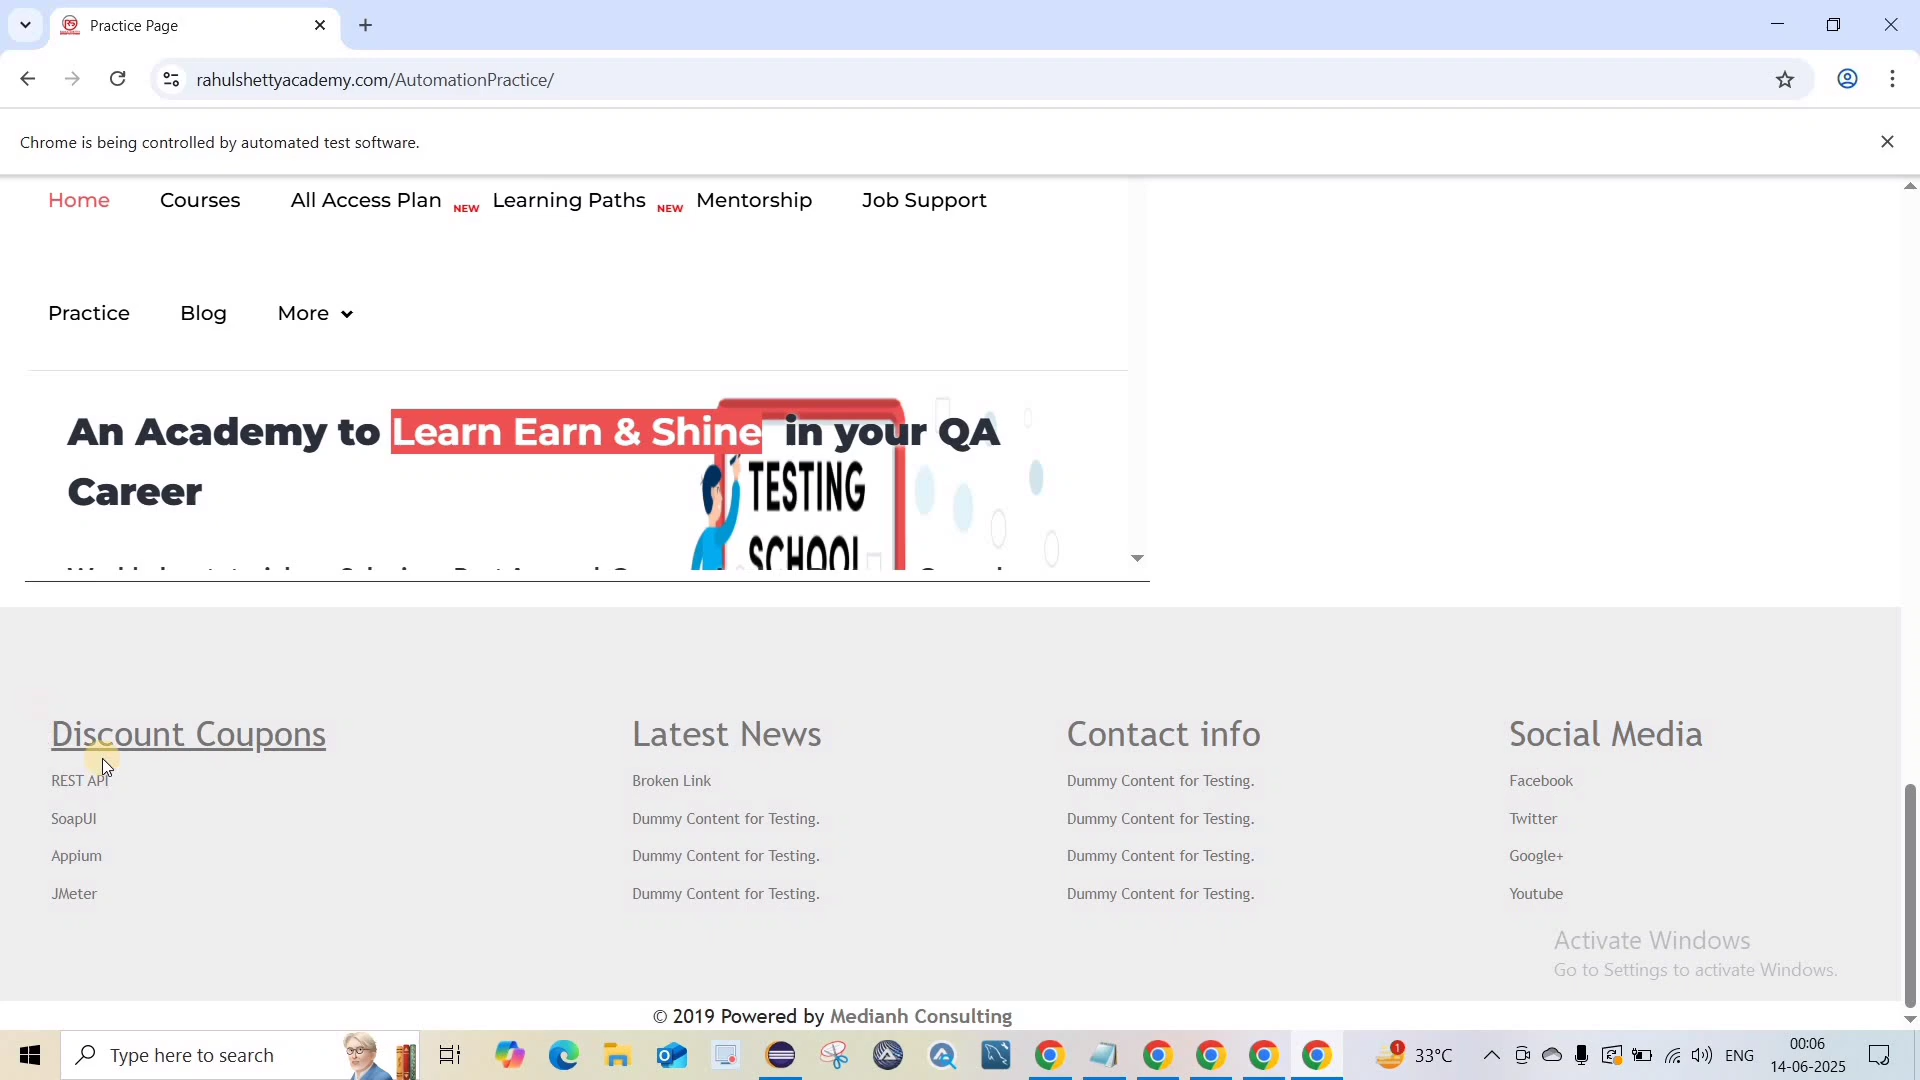 Practice Page
rahulshettyacademy.com/AutomationPractice/
Chrome is being controlled by automated test software.
Home Courses All Access Plan NEW Learning Paths NEW Mentorship Job Support
Practice Blog More
An Academy to Learn Earn & Shine in your QA
Career
TESTING
SCHOOL
Discount Coupons Latest News Contact info Social Media
REST API Broken Link Dummy Content for Testing. Facebook
SoapUI Dummy Content for Testing. Dummy Content for Testing. Twitter
Appium Dummy Content for Testing. Dummy Content for Testing. Google+
JMeter Dummy Content for Testing. Dummy Content for Testing. Youtube
Activate Windows
Go to Settings to activate Windows.
© 2019 Powered by Medianh Consulting
Type here to search 1 33°C ENG 00:06
14-06-2025